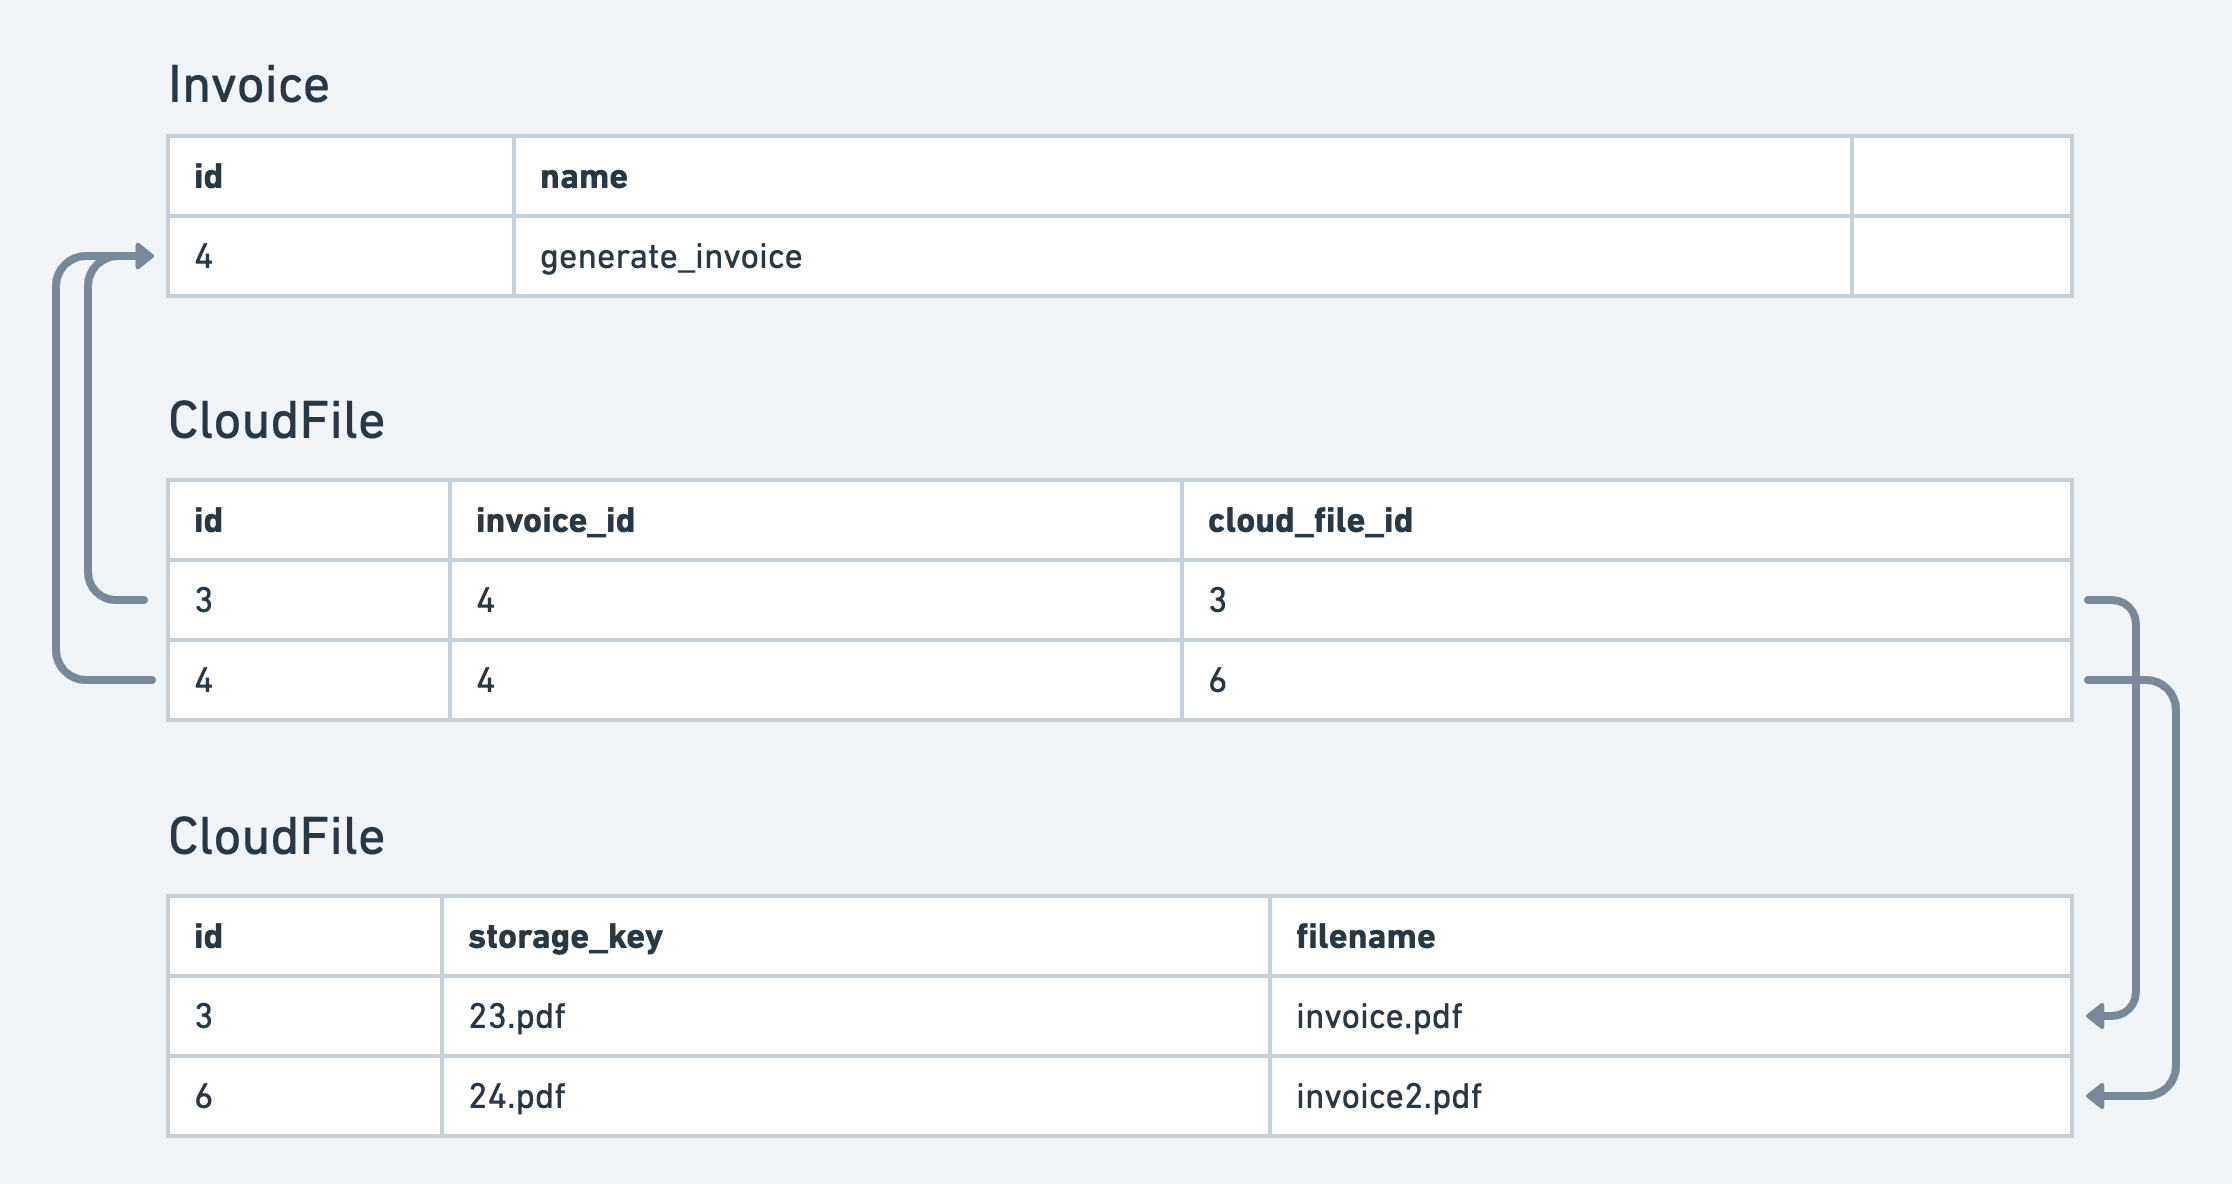 Invoice
id name
4 generate_invoice
CloudFile
id invoice_id cloud_file_id
3 4 3
4 4 6
CloudFile
id storage_key filename
3 23.pdf invoice.pdf
6 24.pdf invoice2.pdf